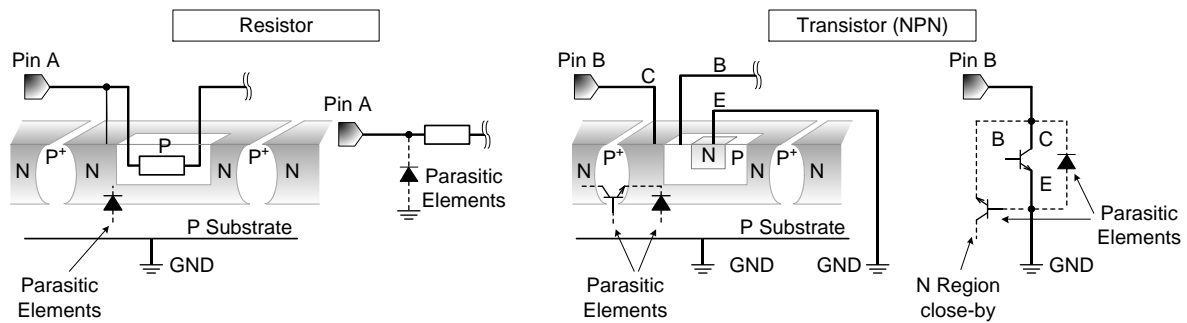 Resistor
Transistor (NPN)
Pin A
Pin A
N
P+
N
P
P+
N
N
Parasitic
Elements
P Substrate
GND
Parasitic
Elements
Pin B
C
B
E
N
P+
N
N
P
P+
N
N
P Substrate
GND
GND
Parasitic
Elements
Pin B
B
C
E
Parasitic
Elements
GND
N Region
close-by